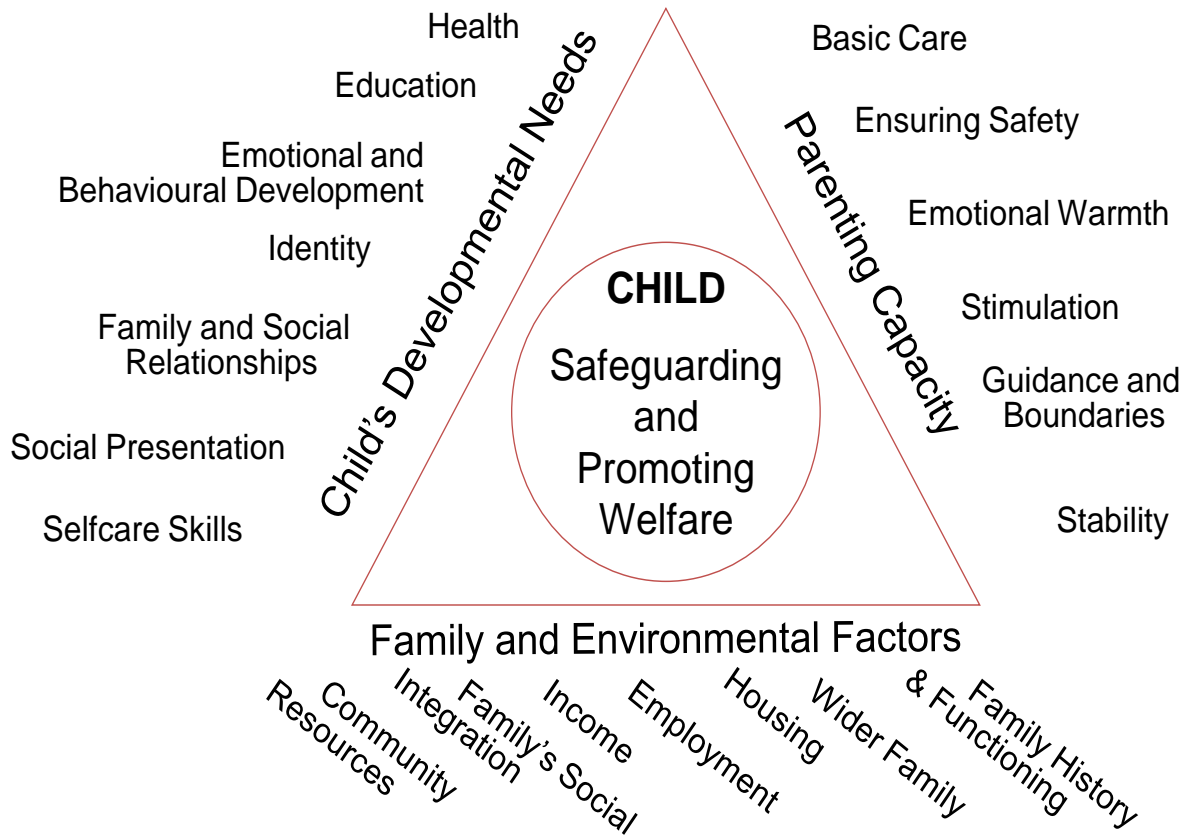 Health
Education
Emotional and
Behavioural Development
Identity
Family and Social
Relationships
Social Presentation
Selfcare Skills
Child's Developmental Needs
CHILD
Safeguarding
and
Promoting
Welfare
Parenting Capacity
Basic Care
Ensuring Safety
Emotional Warmth
Stimulation
Guidance and
Boundaries
Stability
Family and Environmental Factors
Community
Resources
Family's Social
Integration
Income
Employment
Housing
Wider Family
Family History
& Functioning